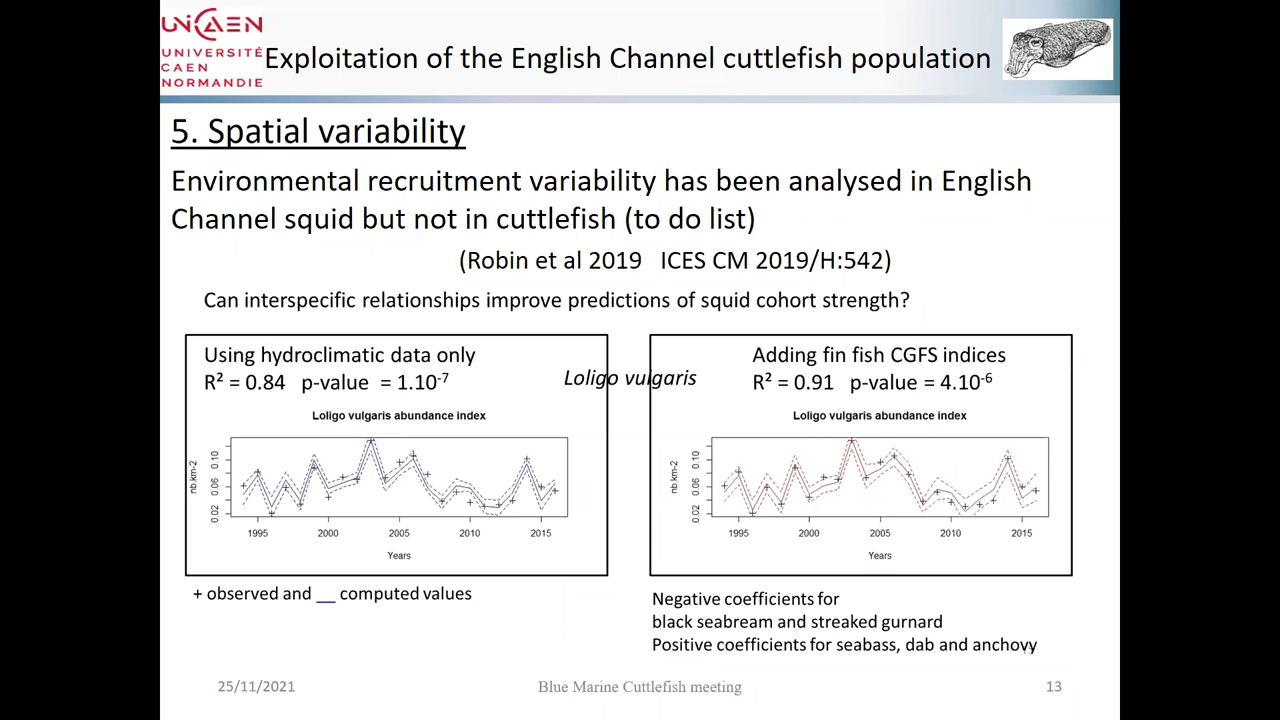 UNICAEN
UNIVERSITÉ
CAEN
NORMANDIE
Exploitation of the English Channel cuttlefish population
5. Spatial variability
Environmental recruitment variability has been analysed in English
Channel squid but not in cuttlefish (to do list)
(Robin et al 2019   ICES CM 2019/H:542)
Can interspecific relationships improve predictions of squid cohort strength?
Using hydroclimatic data only
R² = 0.84   p-value  = 1.10⁻⁷
Loligo vulgaris abundance index
nb.km-2
0.10
0.06
0.02
1995 2000 2005 2010 2015
Years
+ observed and __ computed values
Loligo vulgaris
Adding fin fish CGFS indices
R² = 0.91   p-value = 4.10⁻⁶
Loligo vulgaris abundance index
nb.km-2
0.10
0.06
0.02
1995 2000 2005 2010 2015
Years
Negative coefficients for
black seabream and streaked gurnard
Positive coefficients for seabass, dab and anchovy
25/11/2021
Blue Marine Cuttlefish meeting
13